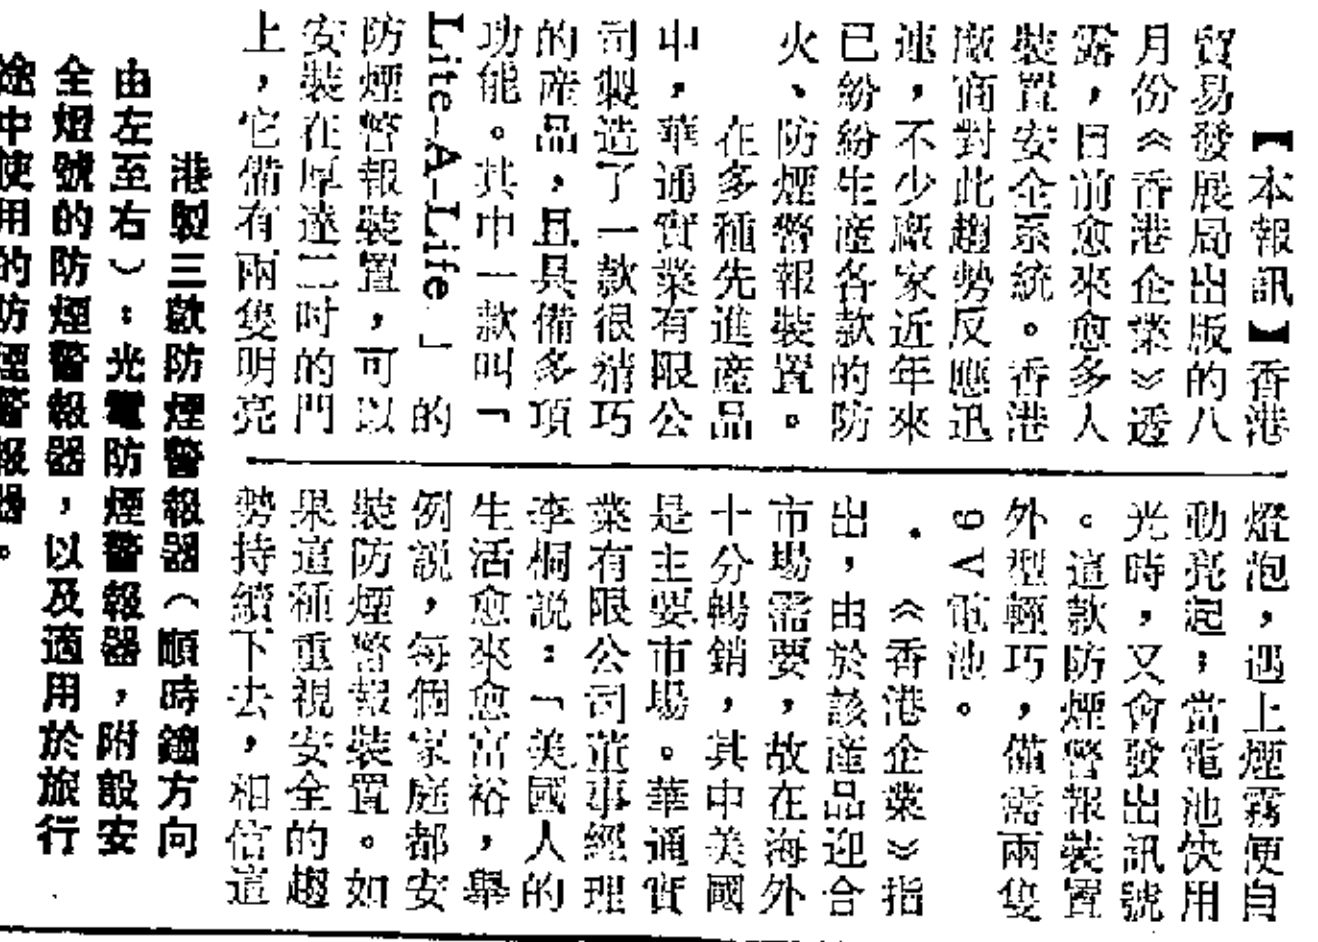 【本報訊】香港
貿易發展局出版的八
月份《香港企業》透
露，日前愈來愈多人
裝置安全系統。香港
廠商對此趨勢反應迅
速，不少廠家近年來
已紛紛生産各款的防
火、防煙警報裝置。
在多種先進産品
中，華通實業有限公
司製造了一款很精巧
的産品，且具備多項
功能。其中一款叫「
Lite-A-Life」的
防煙警報裝置，可以
安裝在厚達二吋的門
上，它備有兩隻明亮
燈泡，遇上煙霧便自
動亮起；當電池快用
光時，又會發出訊號
。這款防煙警報裝置
外型輕巧，備需兩隻
9V電池。
《香港企業》指
出，由於該産品迎合
市場需要，故在海外
十分暢銷，其中美國
是主要市場。華通實
業有限公司董事經理
李桐説：「美國人的
生活愈來愈富裕，舉
例説，每個家庭都安
裝防煙警報裝置。如
果這種重視安全的趨
勢持續下去，相信這
港製三款防煙警報器（順時鐘方向
由左至右）：光電防煙警報器，附設安
全燈號的防煙警報器，以及適用於旅行
途中使用的防煙警報器。